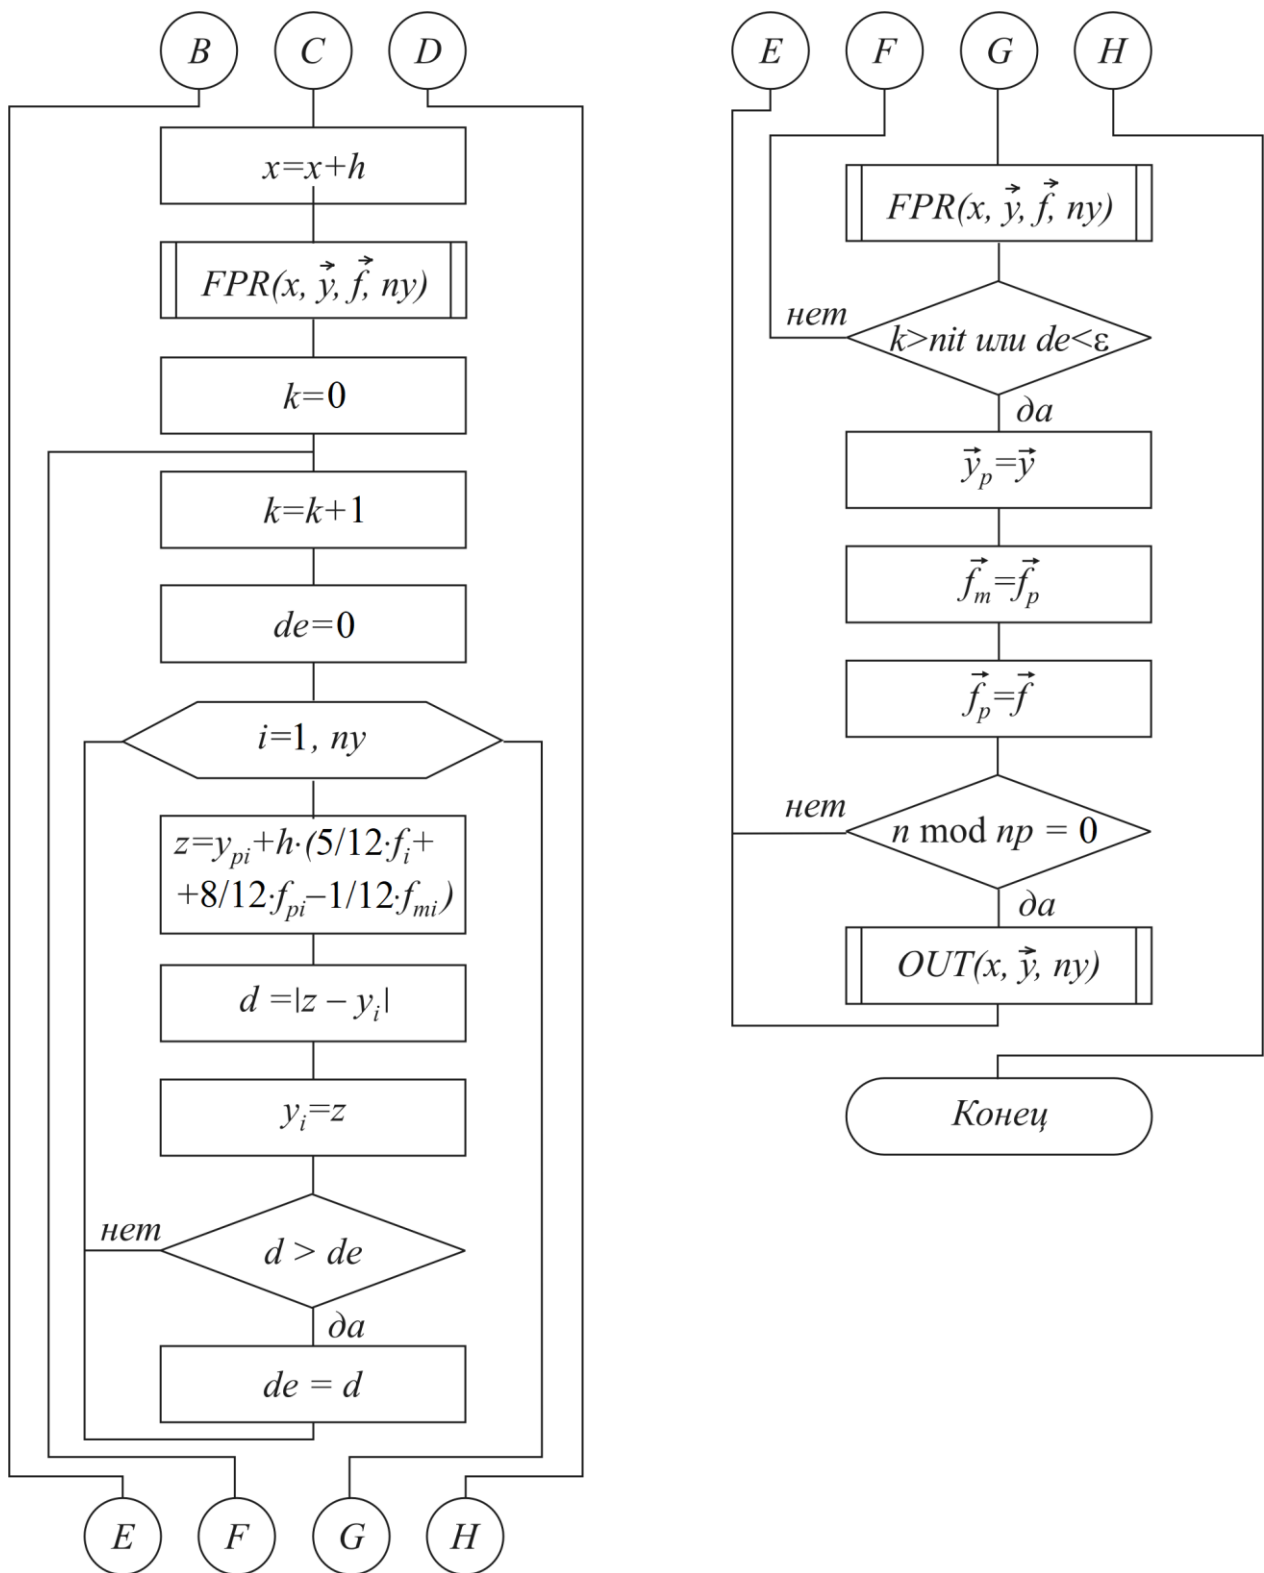 B C D
x=x+h
FPR(x, y⃗, f⃗, ny)
k=0
k=k+1
de=0
i=1, ny
z=y_pi+h·(5/12·f_i+
+8/12·f_pi–1/12·f_mi)
d =|z – y_i|
y_i=z
нет
d > de
да
de = d
E F G H
E F G H
FPR(x, y⃗, f⃗, ny)
нет
k>nit или de<ε
да
y⃗_p=y⃗
f⃗_m=f⃗_p
f⃗_p=f⃗
нет
n mod np = 0
да
OUT(x, y⃗, ny)
Конец